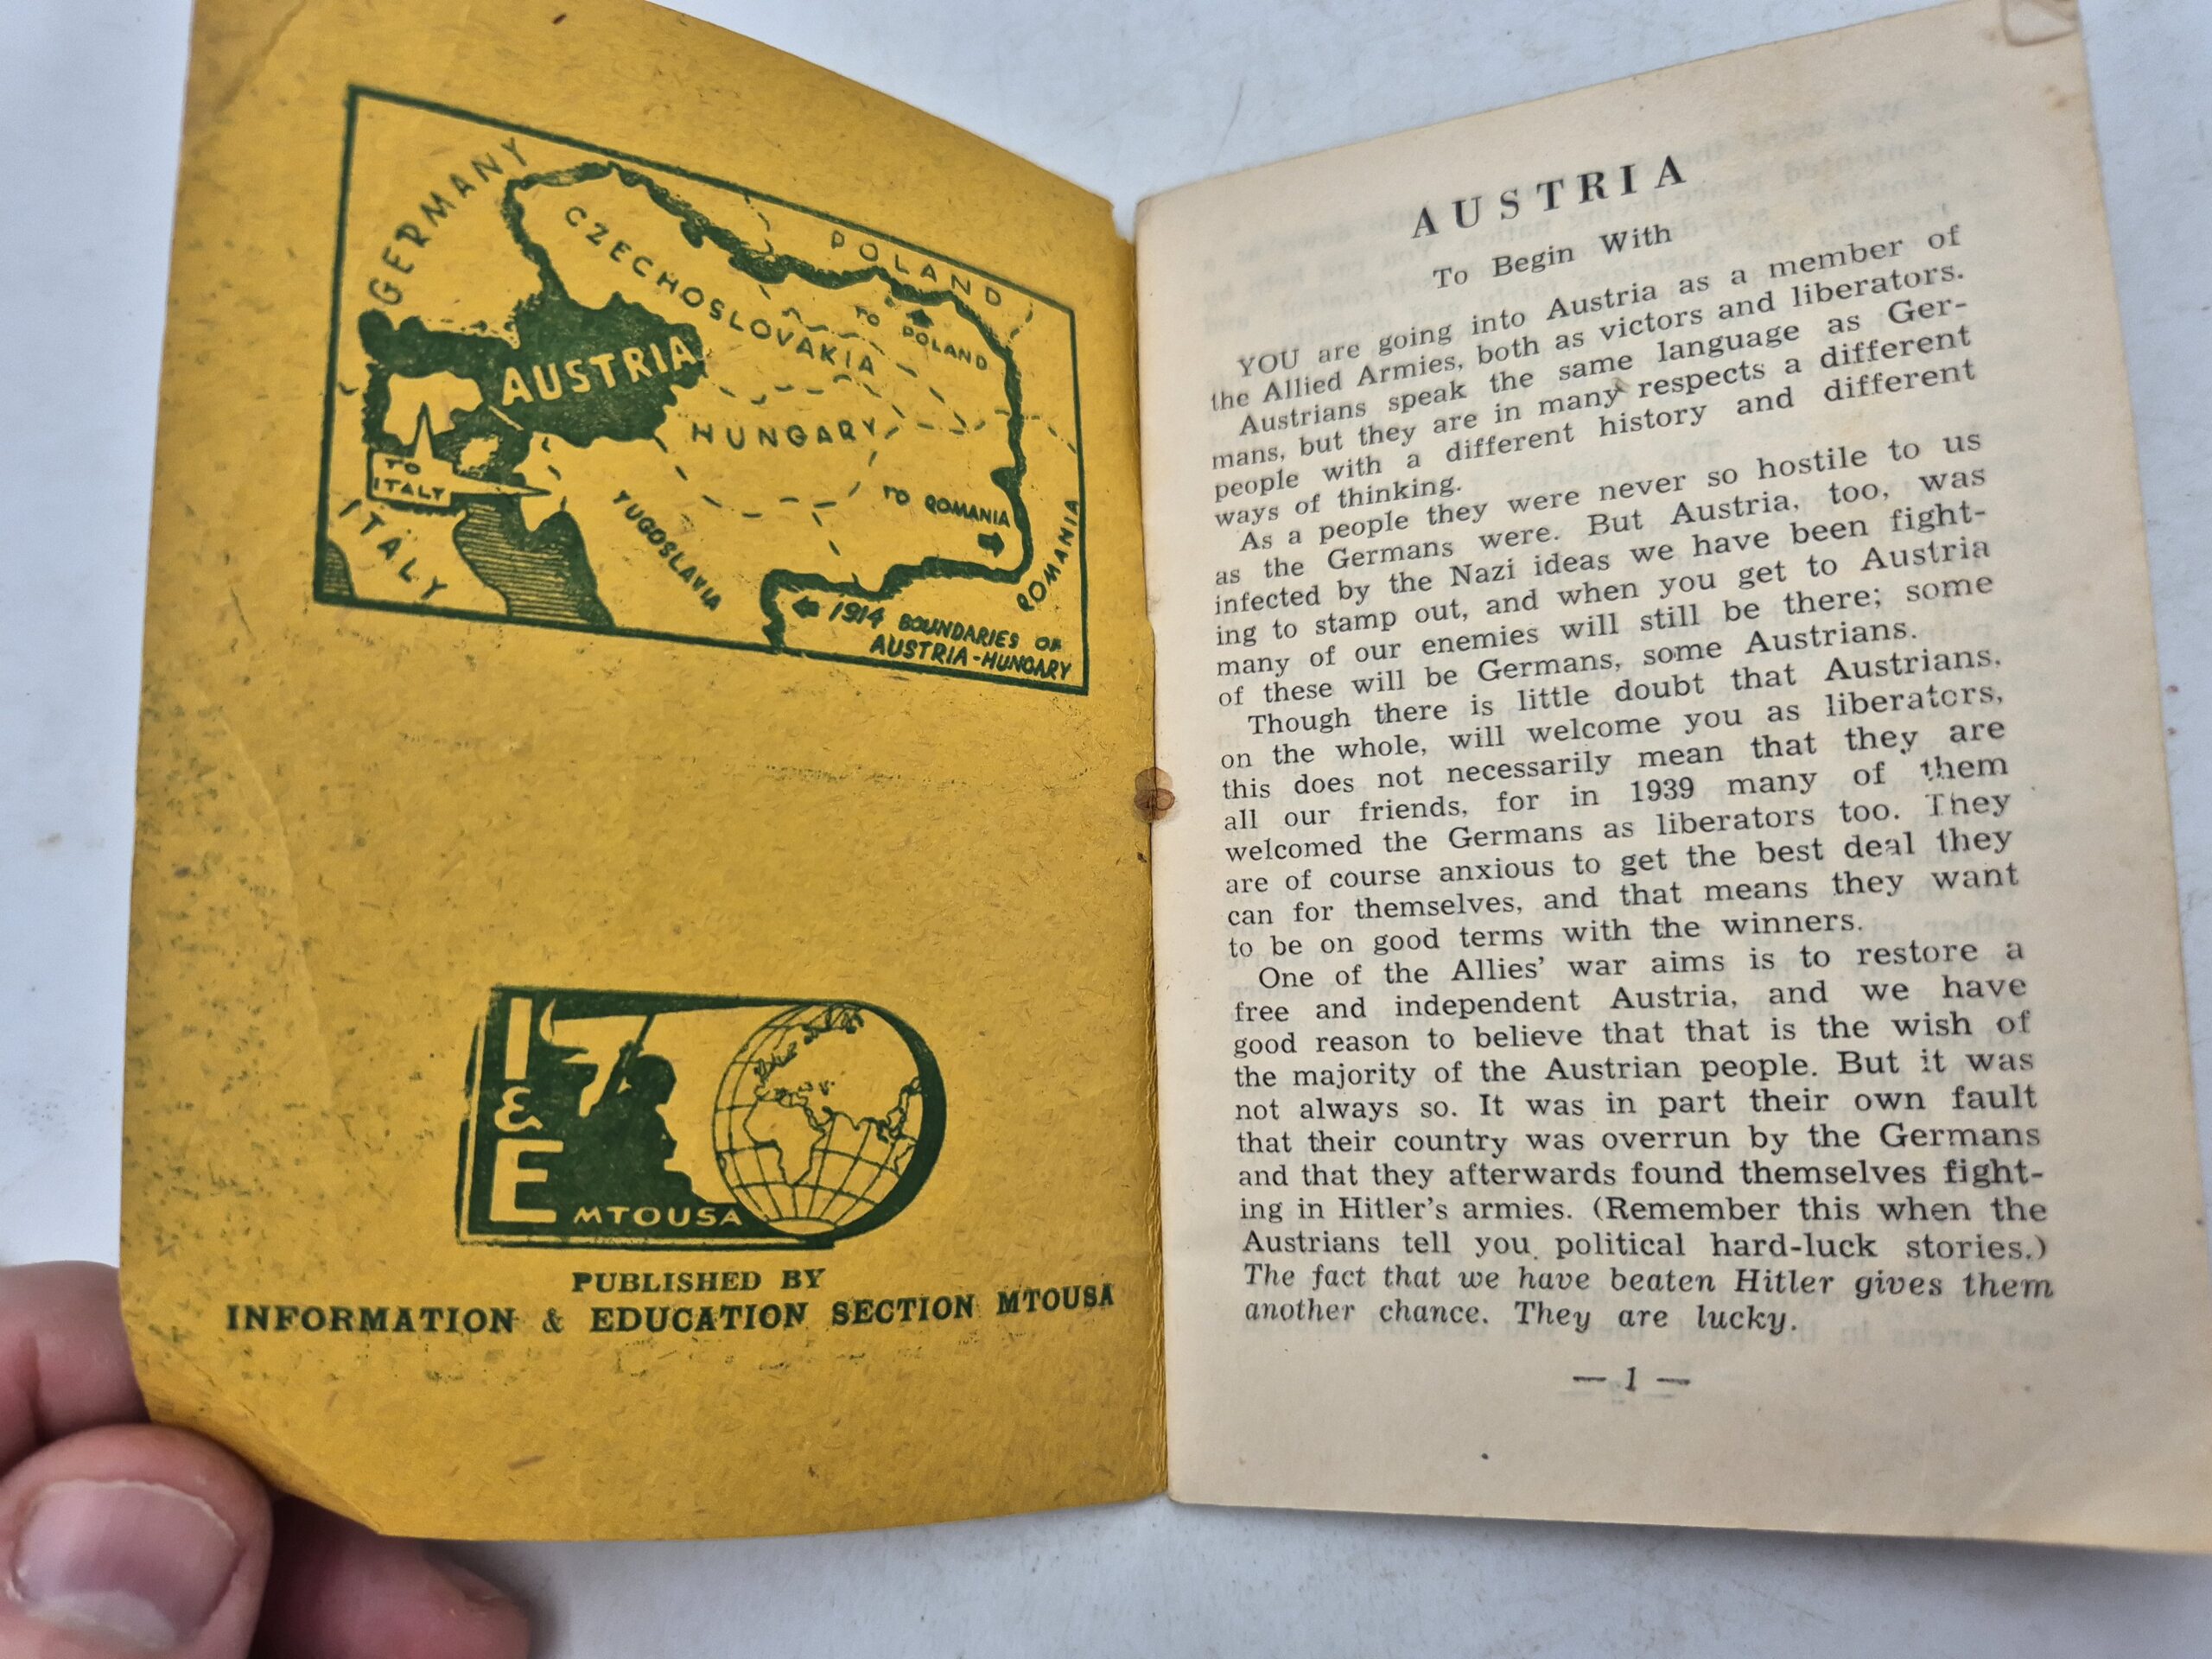 GERMANY
CZECHOSLOVAKIA
POLAND
TO POLAND
AUSTRIA
HUNGARY
TO
ITALY
ITALY
YUGOSLAVIA
TO ROMANIA
ROMANIA
1914 BOUNDARIES OF
AUSTRIA-HUNGARY
I
&
E
MTOUSA
PUBLISHED BY
INFORMATION & EDUCATION SECTION MTOUSA
AUSTRIA
To Begin With
YOU are going into Austria as a member of
the Allied Armies, both as victors and liberators.
Austrians speak the same language as Ger-
mans, but they are in many respects a different
people with a different history and different
ways of thinking.
As a people they were never so hostile to us
as the Germans were. But Austria, too, was
infected by the Nazi ideas we have been fight-
ing to stamp out, and when you get to Austria
many of our enemies will still be there; some
of these will be Germans, some Austrians.
Though there is little doubt that Austrians,
on the whole, will welcome you as liberators,
this does not necessarily mean that they are
all our friends, for in 1939 many of them
welcomed the Germans as liberators too. They
are of course anxious to get the best deal they
can for themselves, and that means they want
to be on good terms with the winners.
One of the Allies' war aims is to restore a
free and independent Austria, and we have
good reason to believe that that is the wish of
the majority of the Austrian people. But it was
not always so. It was in part their own fault
that their country was overrun by the Germans
and that they afterwards found themselves fight-
ing in Hitler's armies. (Remember this when the
Austrians tell you political hard-luck stories.)
The fact that we have beaten Hitler gives them
another chance. They are lucky.
— 1 —